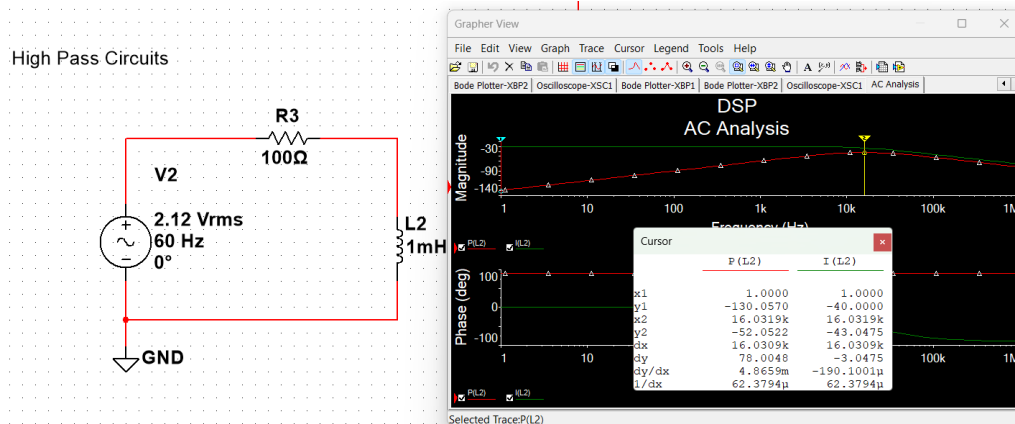 High Pass Circuits
R3
100Ω
V2
2.12 Vrms
60 Hz
0°
L2
1mH
GND
Grapher View
File Edit View Graph Trace Cursor Legend Tools Help
Bode Plotter-XBP2 Oscilloscope-XSC1 Bode Plotter-XBP1 Bode Plotter-XBP2 Oscilloscope-XSC1 AC Analysis
DSP
AC Analysis
Magnitude
-30
-90
-140
1 10 100 1k 10k 100k 1M
Frequency (Hz)
P(L2) I(L2)
Phase (deg)
100
0
-100
1 10 100k 1M
P(L2) I(L2)
Selected Trace:P(L2)
Cursor
P(L2) I(L2)
x1 1.0000 1.0000
y1 -130.0570 -40.0000
x2 16.0319k 16.0319k
y2 -52.0522 -43.0475
dx 16.0309k 16.0309k
dy 78.0048 -3.0475
dy/dx 4.8659m -190.1001μ
1/dx 62.3794μ 62.3794μ